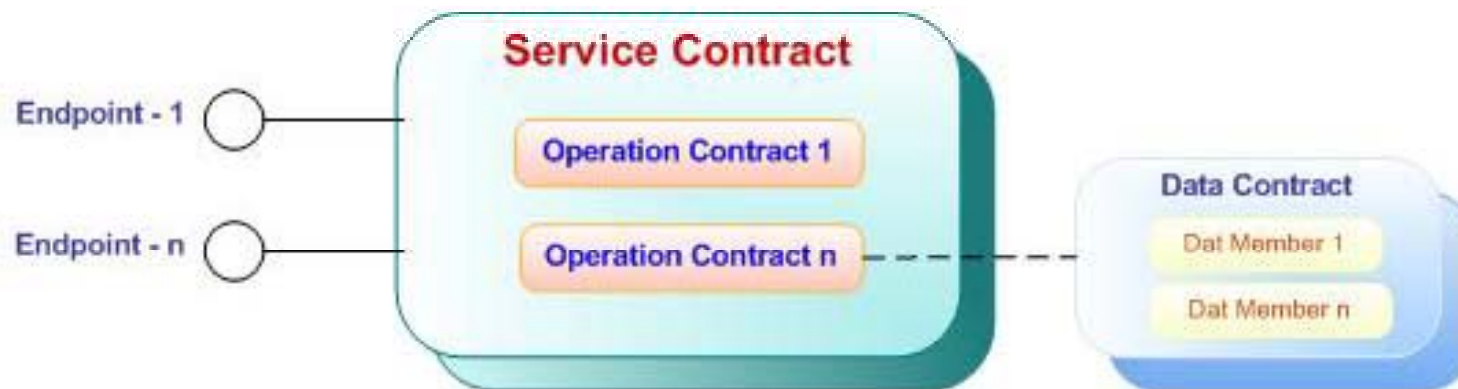 Service Contract
Endpoint - 1
Operation Contract 1
Endpoint - n
Operation Contract n
Data Contract
Dat Member 1
Dat Member n